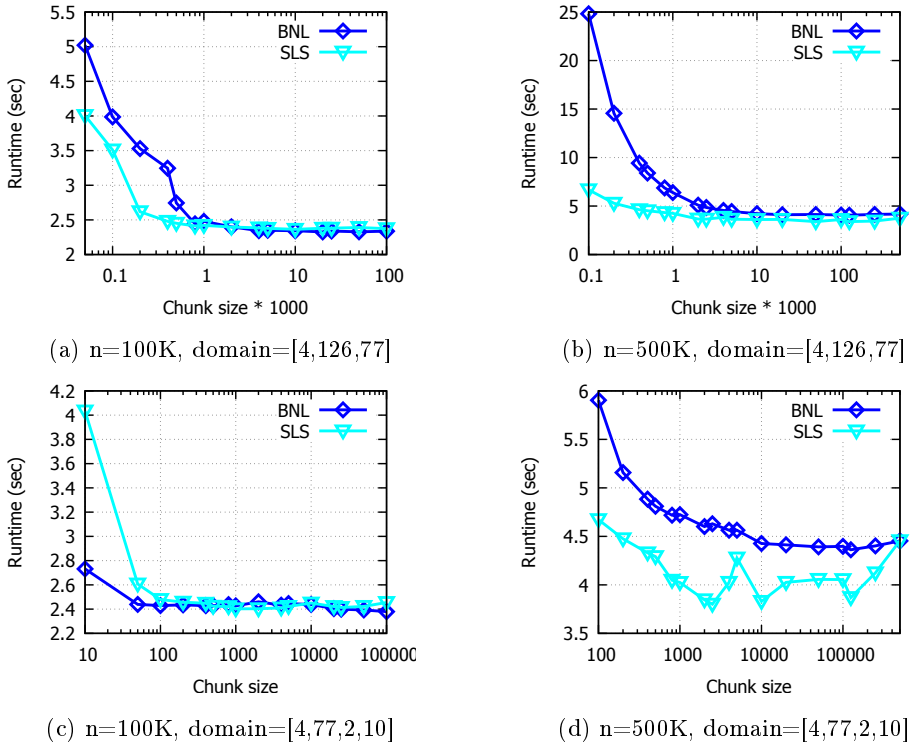 5.5
5
4.5
4
3.5
3
2.5
2
Runtime (sec)
BNL
SLS
0.1 1 10 100
Chunk size * 1000
(a) n=100K, domain=[4,126,77]
25
20
15
10
5
0
Runtime (sec)
BNL
SLS
0.1 1 10 100
Chunk size * 1000
(b) n=500K, domain=[4,126,77]
4.2
4
3.8
3.6
3.4
3.2
3
2.8
2.6
2.4
2.2
Runtime (sec)
BNL
SLS
10 100 1000 10000 100000
Chunk size
(c) n=100K, domain=[4,77,2,10]
6
5.5
5
4.5
4
3.5
Runtime (sec)
BNL
SLS
100 1000 10000 100000
Chunk size
(d) n=500K, domain=[4,77,2,10]